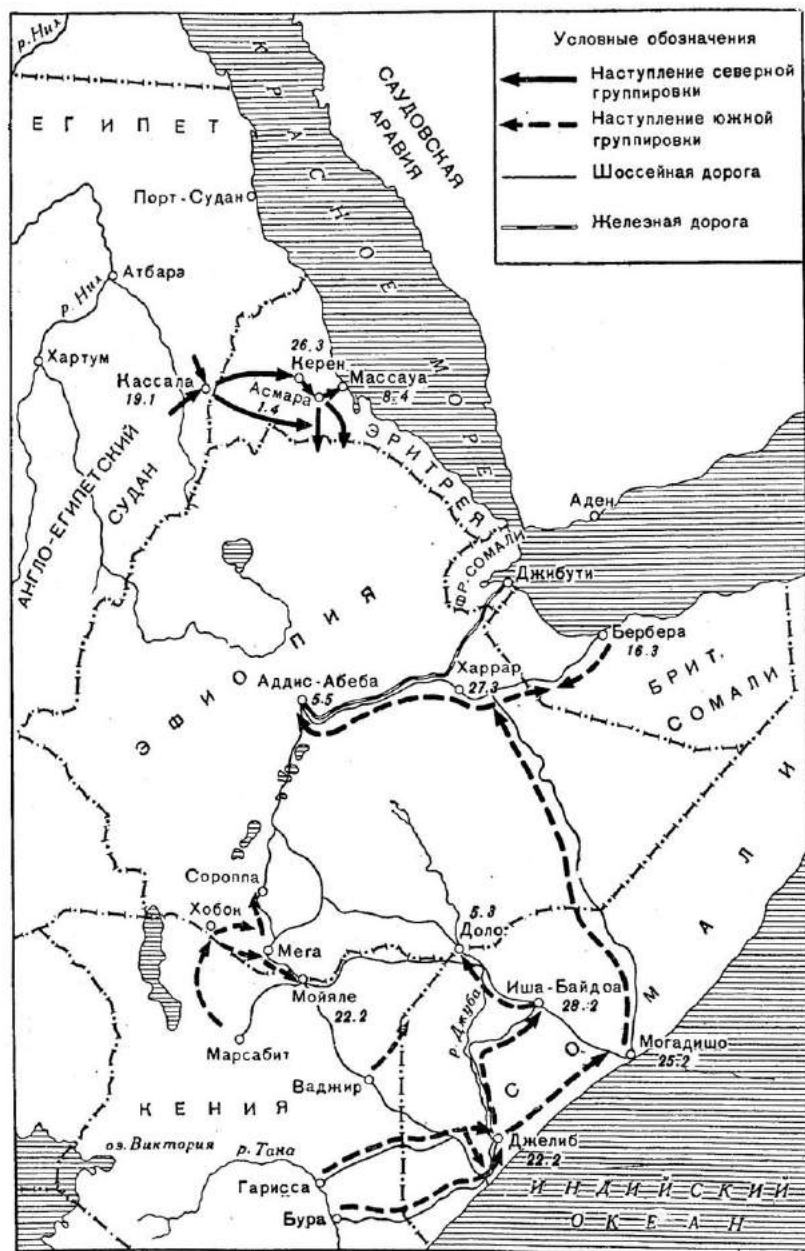 Условные обозначения
Наступление северной
группировки
Наступление южной
группировки
Шоссейная дорога
Железная дорога
р. Них
ЕГИПЕТ
КРАСНОЕ МОРЕ
САУДОВСКАЯ
АРАВИЯ
Порт-Судан
Атбара
р. Них
Хартум
Кассала
19.1
26.3
Керен
Асмара
1.4
Массауа
8.4
ЭРИТРЕЯ
АНГЛО-ЕГИПЕТСКИЙ
СУДАН
Аден
ФР. СОМАЛИ
Джибути
Бербера
16.3
БРИТ.
СОМАЛИ
Харрар
27.3
Аддис-Абеба
5.5
ЭФИОПИЯ
СОМАЛИ
Сороппа
Хобок
Мега
Мойяле
22.2
5.3
Доло
Иша-Байдоа
28.2
р. Джуба
Могадишо
25.2
Марсабит
Ваджир
КЕНИЯ
оз. Виктория
р. Тана
Джелиб
22.2
Гарисса
Бура
ИНДИЙСКИЙ
ОКЕАН